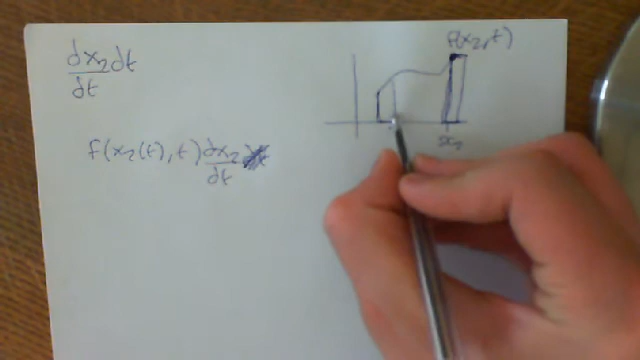 dx₂/dt dt
f(x₂(t), t) dx₂/dt
f(x₂, t)
x₂